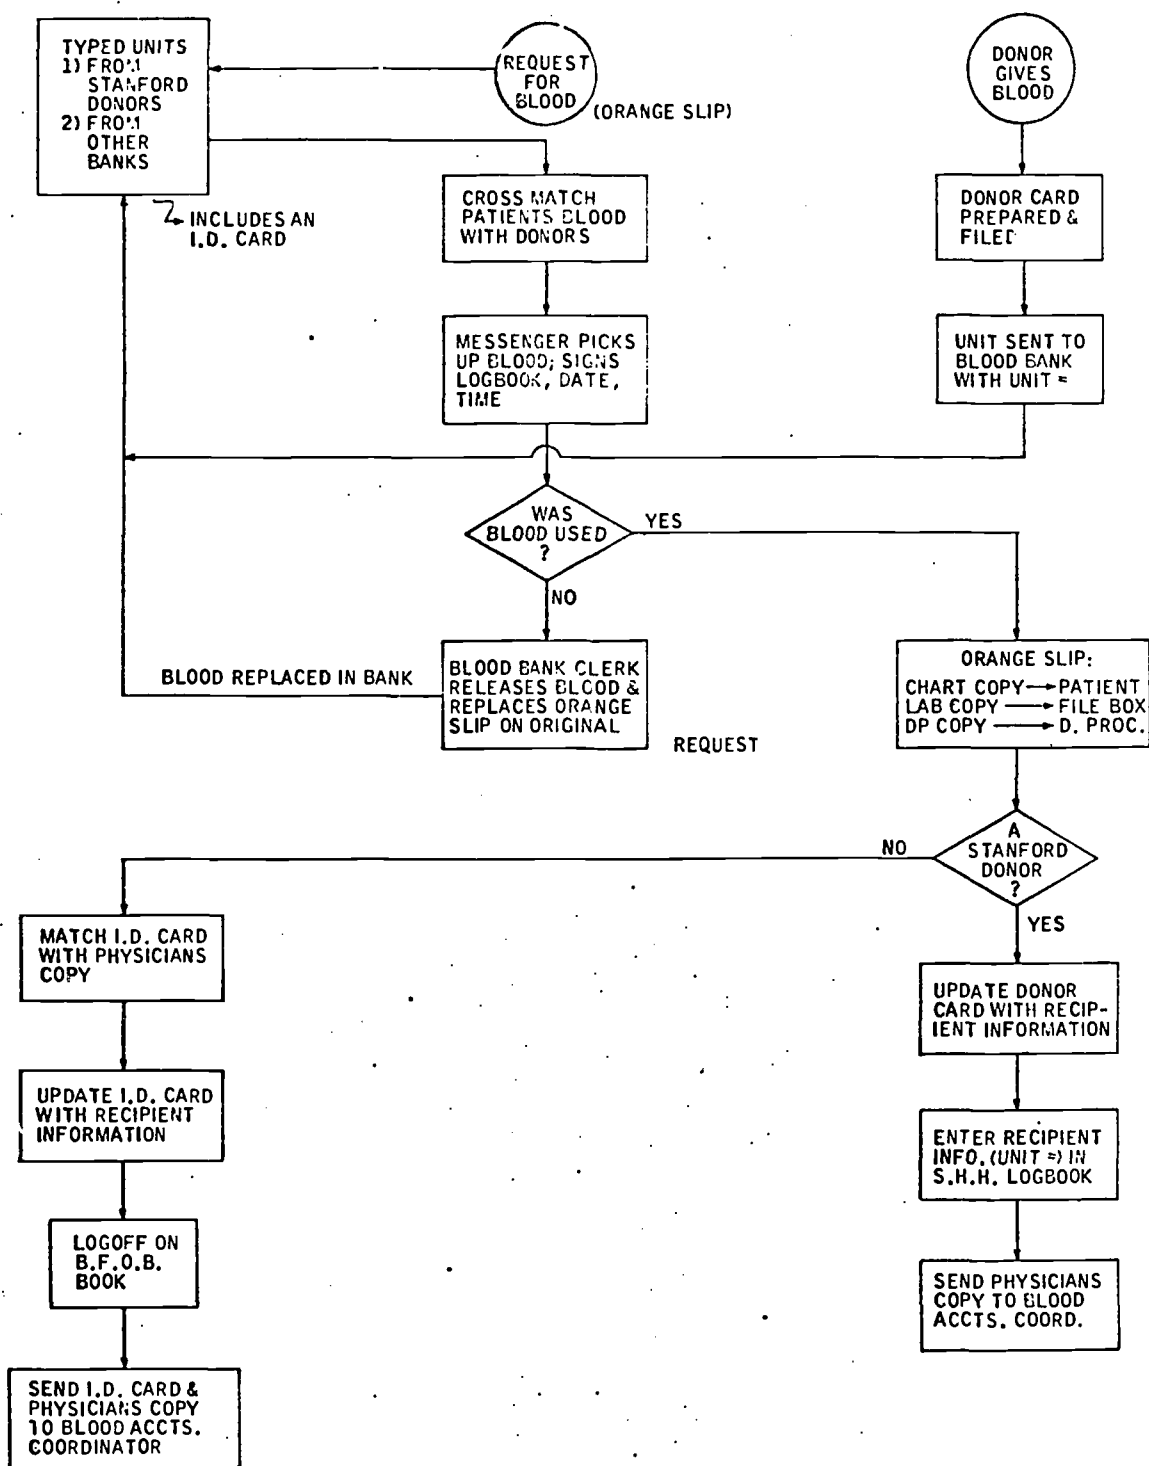 TYPED UNITS
1) FROM
STANFORD
DONORS
2) FROM
OTHER
BANKS
INCLUDES AN
I.D. CARD
REQUEST
FOR
BLOOD
(ORANGE SLIP)
DONOR
GIVES
BLOOD
CROSS MATCH
PATIENTS BLOOD
WITH DONORS
DONOR CARD
PREPARED &
FILED
MESSENGER PICKS
UP BLOOD; SIGNS
LOGBOOK, DATE,
TIME
UNIT SENT TO
BLOOD BANK
WITH UNIT =
WAS
BLOOD USED
?
YES
NO
BLOOD REPLACED IN BANK
BLOOD BANK CLERK
RELEASES BLOOD &
REPLACES ORANGE
SLIP ON ORIGINAL
REQUEST
ORANGE SLIP:
CHART COPY → PATIENT
LAB COPY → FILE BOX
DP COPY → D. PROC.
A
STANFORD
DONOR
?
NO
YES
MATCH I.D. CARD
WITH PHYSICIANS
COPY
UPDATE DONOR
CARD WITH RECIP-
IENT INFORMATION
UPDATE I.D. CARD
WITH RECIPIENT
INFORMATION
ENTER RECIPIENT
INFO. (UNIT =) IN
S.H.H. LOGBOOK
LOGOFF ON
B.F.O.B.
BOOK
SEND PHYSICIANS
COPY TO BLOOD
ACCTS. COORD.
SEND I.D. CARD &
PHYSICIANS COPY
TO BLOOD ACCTS.
COORDINATOR